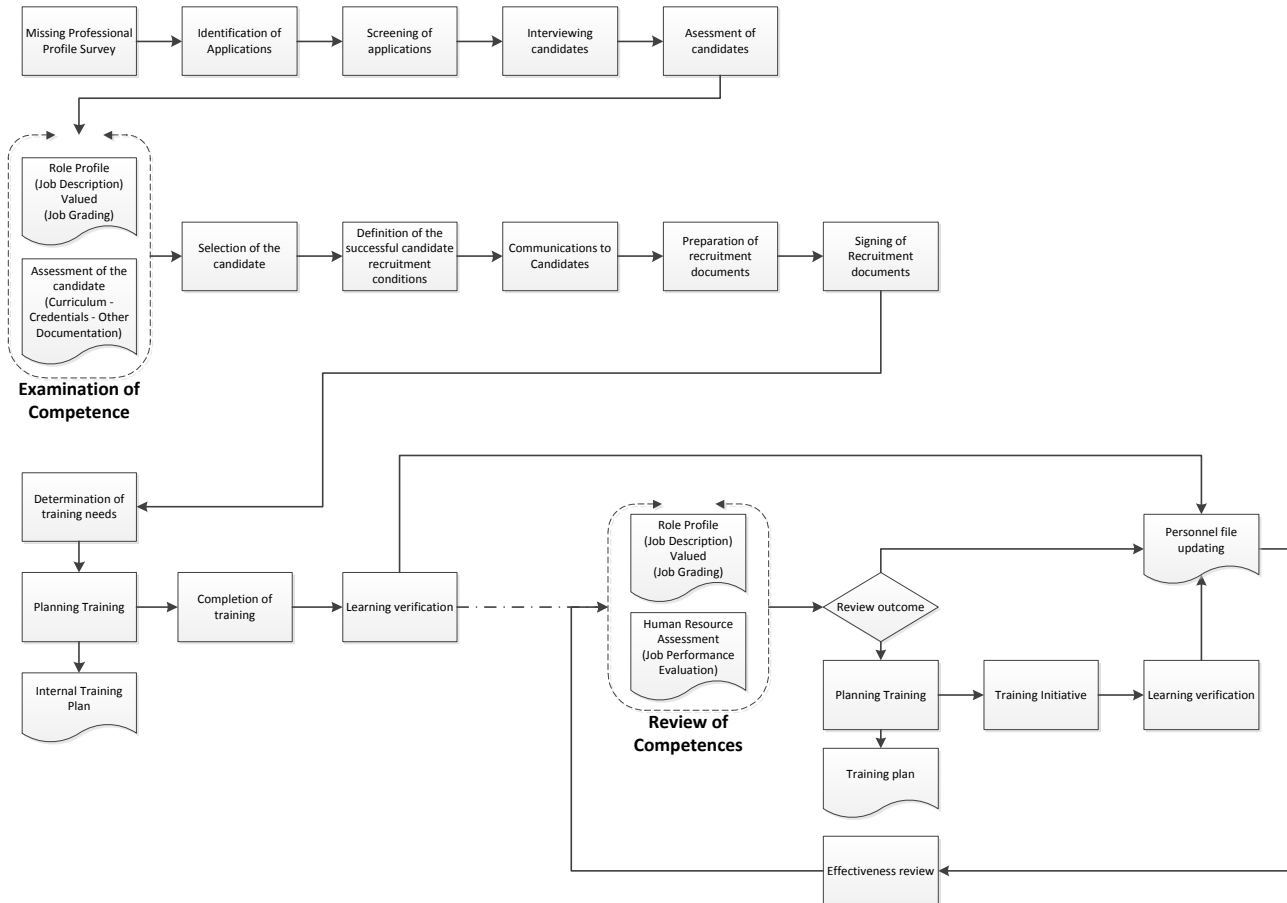 Missing Professional
Profile Survey
Identification of
Applications
Screening of
applications
Interviewing
candidates
Asessment of
candidates
Role Profile
(Job Description)
Valued
(Job Grading)
Assessment of the
candidate
(Curriculum -
Credentials - Other
Documentation)
Examination of
Competence
Selection of the
candidate
Definition of the
successful candidate
recruitment
conditions
Communications to
Candidates
Preparation of
recruitment
documents
Signing of
Recruitment
documents
Determination of
training needs
Planning Training
Completion of
training
Learning verification
Internal Training
Plan
Role Profile
(Job Description)
Valued
(Job Grading)
Human Resource
Assessment
(Job Performance
Evaluation)
Review of
Competences
Review outcome
Personnel file
updating
Planning Training
Training Initiative
Learning verification
Training plan
Effectiveness review